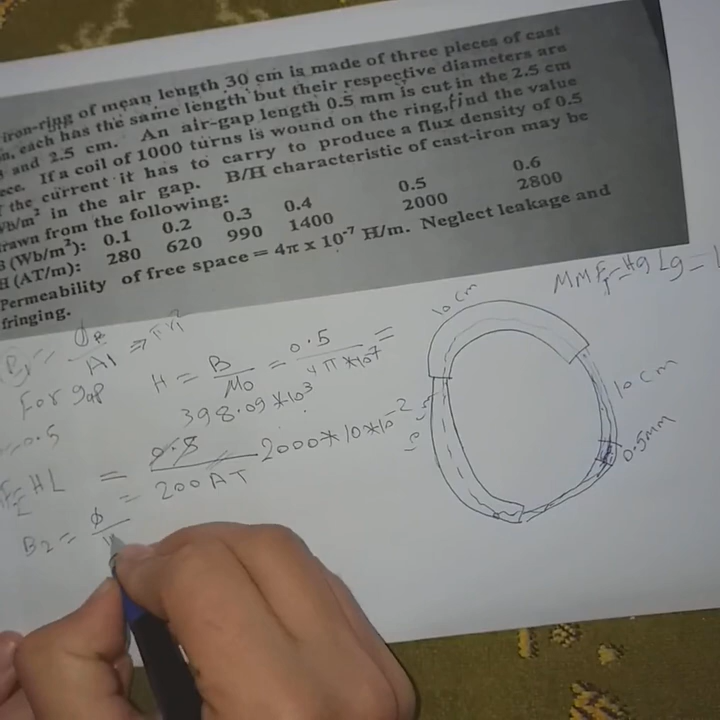 iron-ring of mean length 30 cm is made of three pieces of cast
each has the same length but their respective diameters are
and 2.5 cm. An air-gap length 0.5 mm is cut in the 2.5 cm
If a coil of 1000 turns is wound on the ring, find the value
the current it has to carry to produce a flux density of 0.5
Wb/m² in the air gap. B/H characteristic of cast-iron may be
drawn from the following:
B (Wb/m²): 0.1 0.2 0.3 0.4 0.5 0.6
H (AT/m): 280 620 990 1400 2000 2800
Permeability of free space = 4π x 10⁻⁷ H/m. Neglect leakage and
fringing.
10 cm
10 cm
0.5mm
For gap
H = B/M0 = 0.5/4π*10^7 =
398.09*10³
HL = 2000*10*10⁻²
= 200 AT
B2 = φ